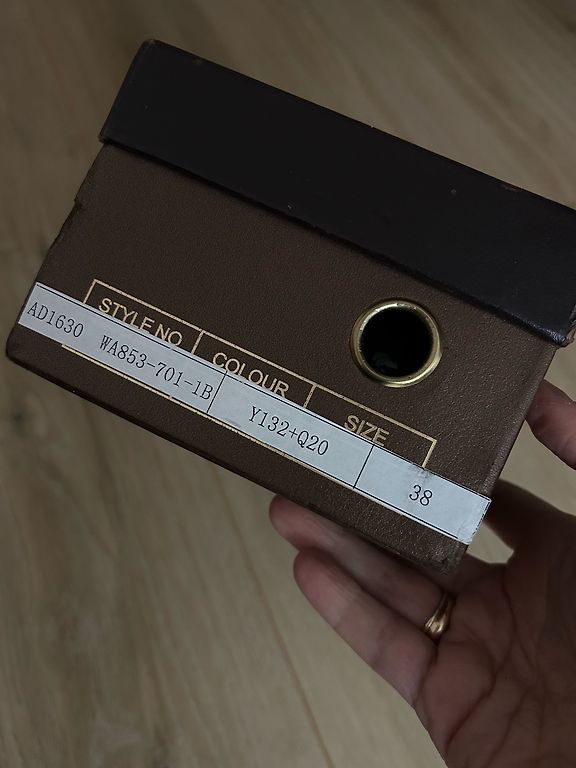 STYLE NO COLOUR SIZE
AD1630 WA853-701-1B Y132+Q20 38